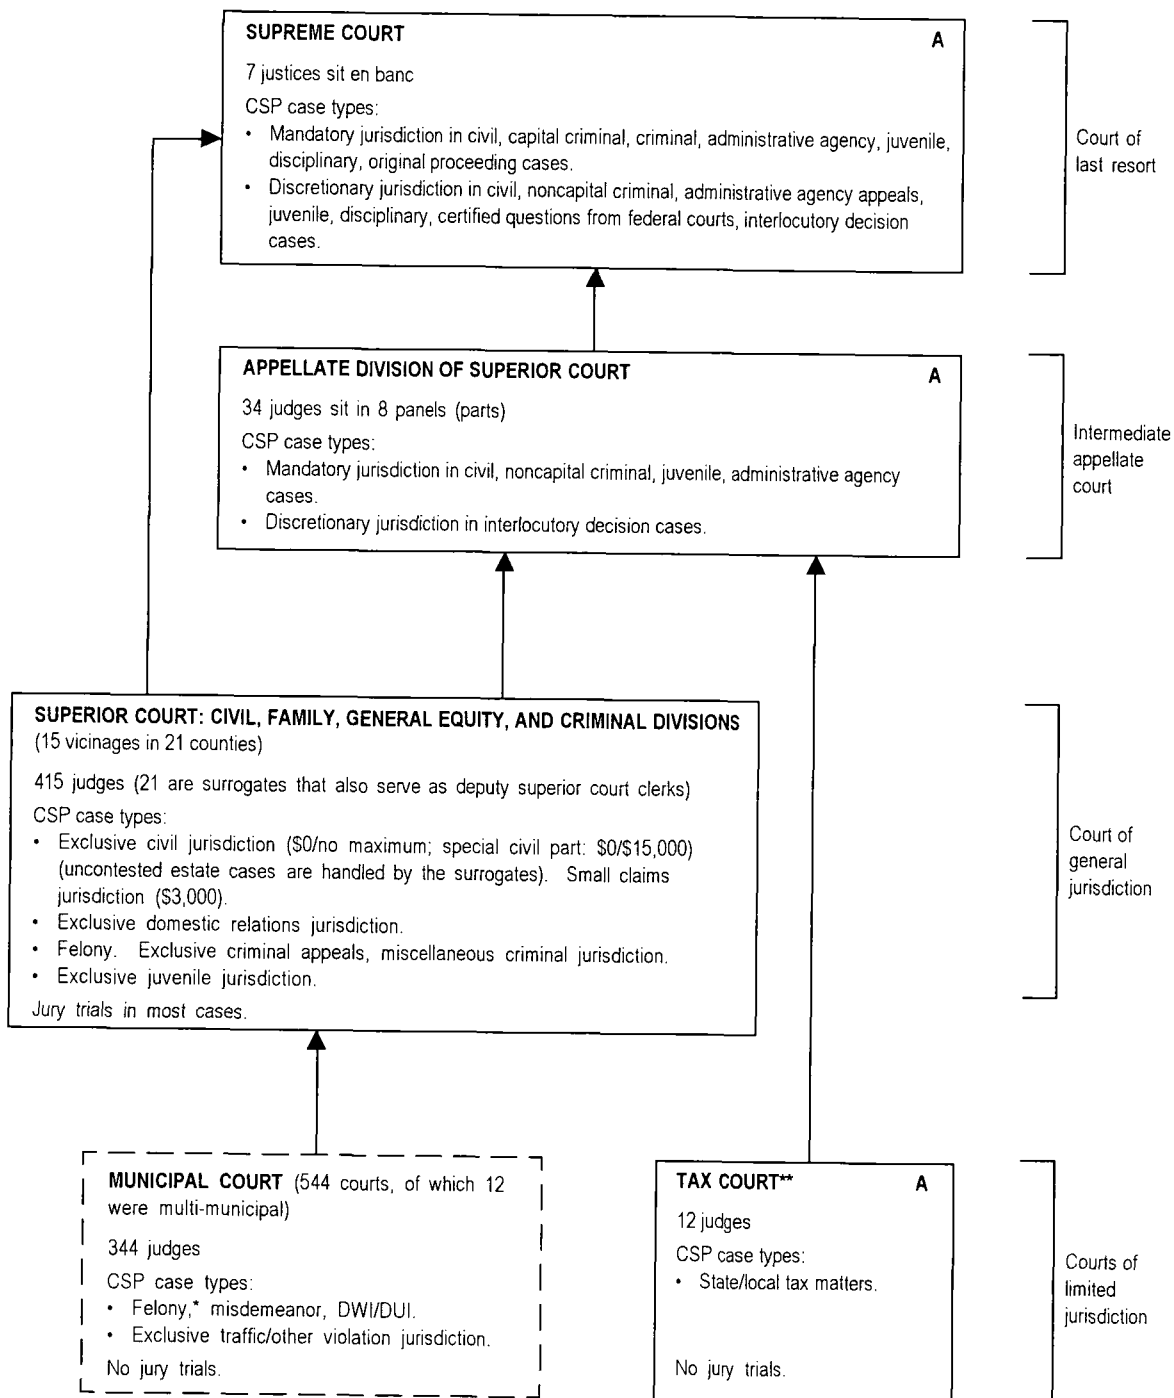 SUPREME COURT A
7 justices sit en banc
CSP case types:
• Mandatory jurisdiction in civil, capital criminal, criminal, administrative agency, juvenile,
disciplinary, original proceeding cases.
• Discretionary jurisdiction in civil, noncapital criminal, administrative agency appeals,
juvenile, disciplinary, certified questions from federal courts, interlocutory decision
cases.
Court of
last resort
APPELLATE DIVISION OF SUPERIOR COURT A
34 judges sit in 8 panels (parts)
CSP case types:
• Mandatory jurisdiction in civil, noncapital criminal, juvenile, administrative agency
cases.
• Discretionary jurisdiction in interlocutory decision cases.
Intermediate
appellate
court
SUPERIOR COURT: CIVIL, FAMILY, GENERAL EQUITY, AND CRIMINAL DIVISIONS
(15 vicinages in 21 counties)
415 judges (21 are surrogates that also serve as deputy superior court clerks)
CSP case types:
• Exclusive civil jurisdiction ($0/no maximum; special civil part: $0/$15,000)
(uncontested estate cases are handled by the surrogates). Small claims
jurisdiction ($3,000).
• Exclusive domestic relations jurisdiction.
• Felony. Exclusive criminal appeals, miscellaneous criminal jurisdiction.
• Exclusive juvenile jurisdiction.
Jury trials in most cases.
Court of
general
jurisdiction
MUNICIPAL COURT (544 courts, of which 12
were multi-municipal)
344 judges
CSP case types:
• Felony,* misdemeanor, DWI/DUI.
• Exclusive traffic/other violation jurisdiction.
No jury trials.
TAX COURT** A
12 judges
CSP case types:
• State/local tax matters.
No jury trials.
Courts of
limited
jurisdiction